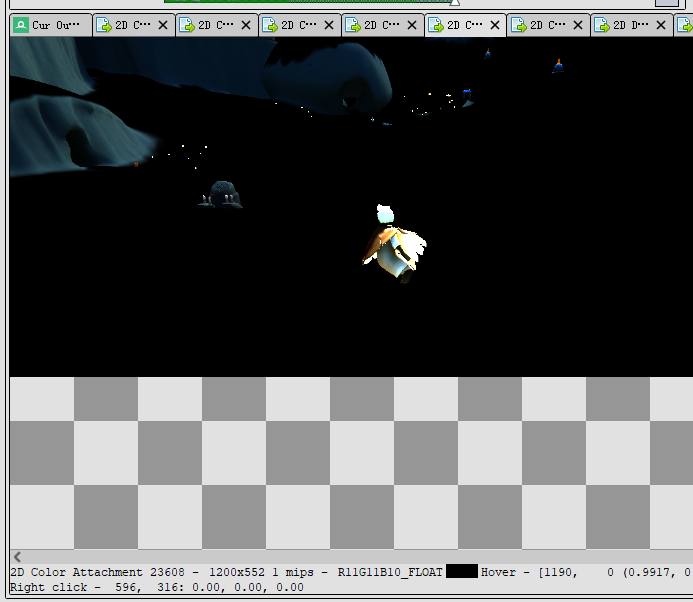 Cur Ou··· 2D C··· 2D C··· 2D C··· 2D C··· 2D C··· 2D C··· 2D D···
2D Color Attachment 23608 - 1200x552 1 mips - R11G11B10_FLOAT Hover - [1190, 0 (0.9917, 0
Right click - 596, 316: 0.00, 0.00, 0.00